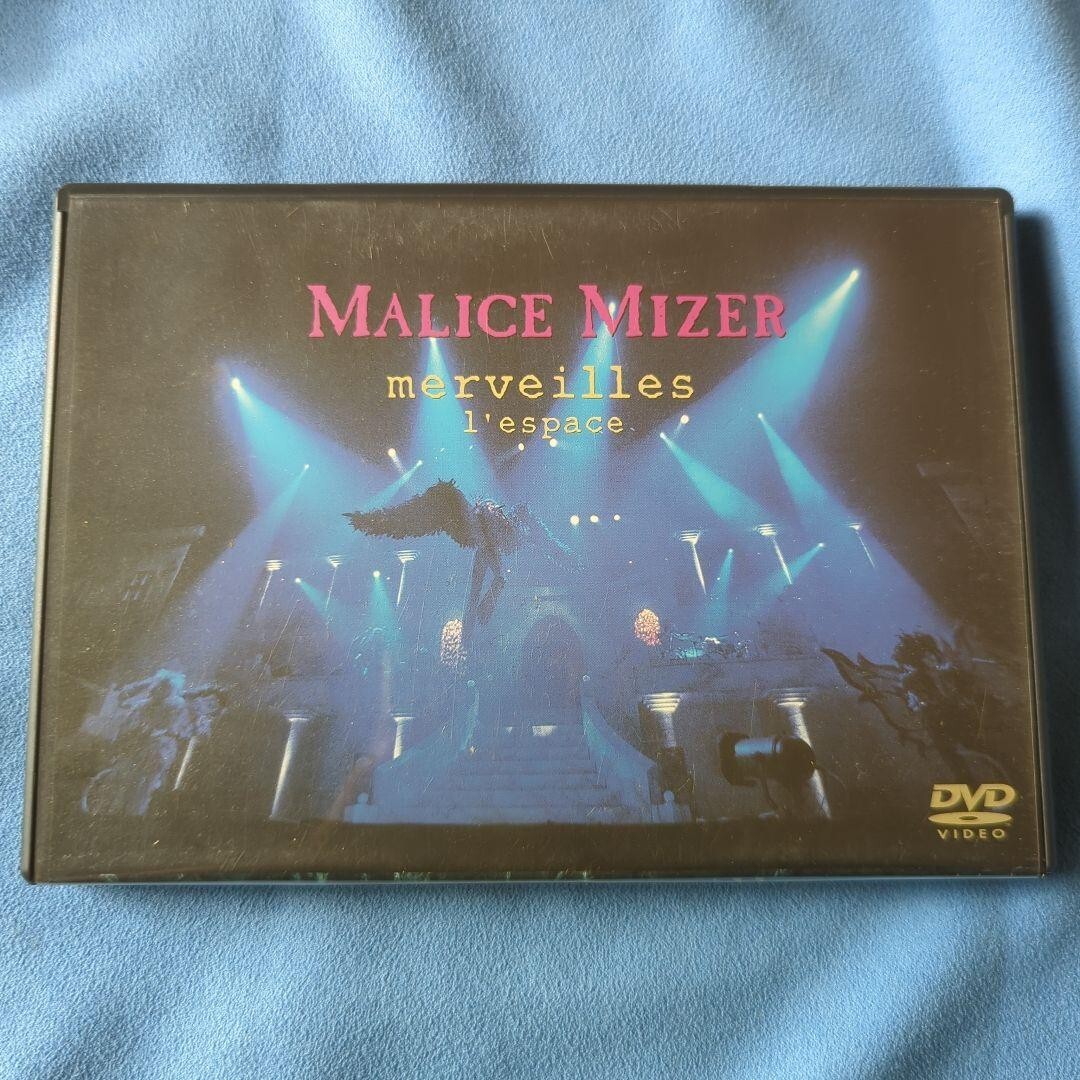 MALICE MIZER
merveilles
l'espace
DVD
VIDEO